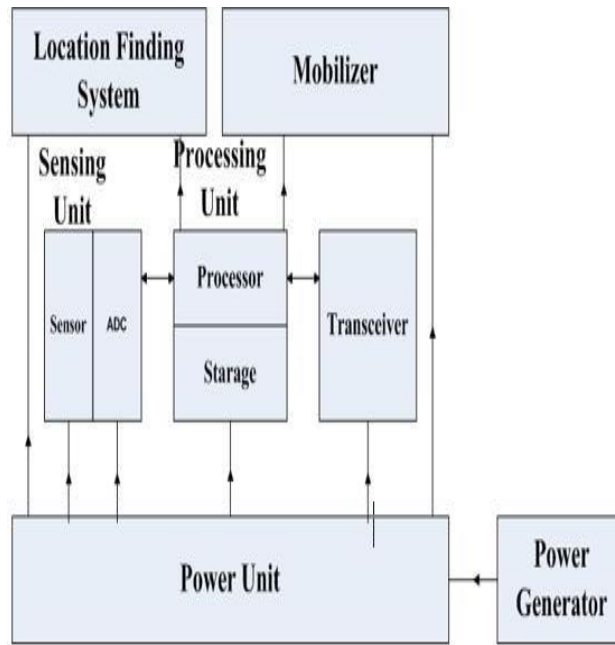 Location Finding
System
Mobilizer
Sensing
Unit
Processing
Unit
Sensor
ADC
Processor
Starage
Transceiver
Power Unit
Power
Generator